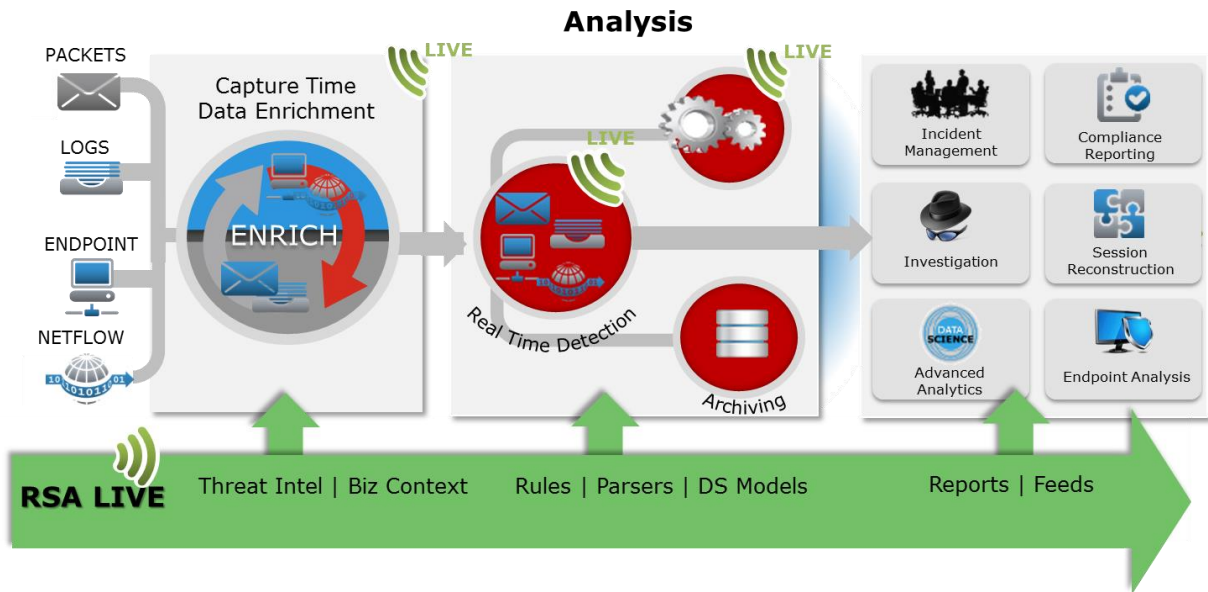 Analysis
PACKETS
LOGS
ENDPOINT
NETFLOW
10101011001
LIVE
Capture Time
Data Enrichment
ENRICH
LIVE
LIVE
Real Time Detection
Archiving
Incident
Management
Compliance
Reporting
Investigation
Session
Reconstruction
DATA
SCIENCE
Advanced
Analytics
Endpoint Analysis
RSA LIVE
Threat Intel | Biz Context
Rules | Parsers | DS Models
Reports | Feeds